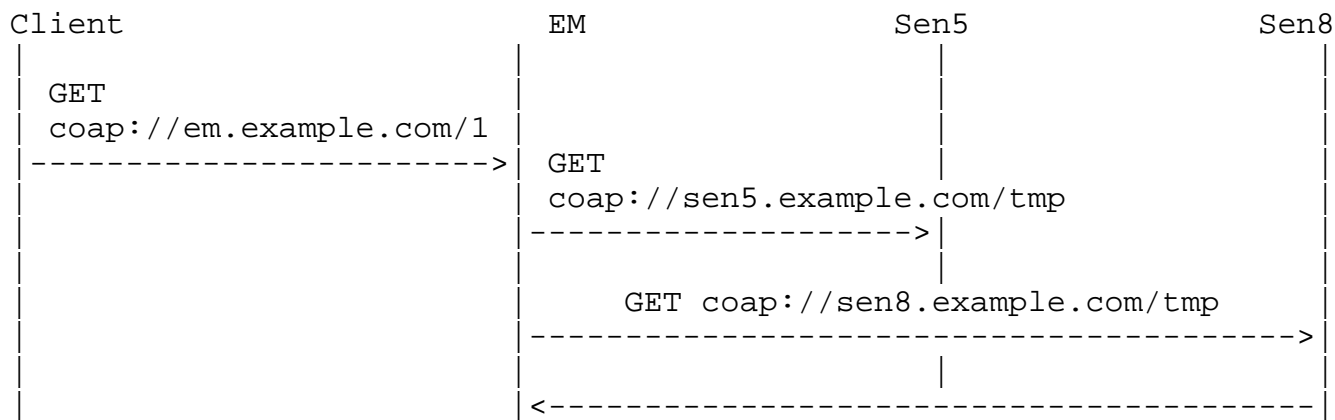 Client EM Sen5 Sen8
GET
coap://em.example.com/1
GET
coap://sen5.example.com/tmp
GET coap://sen8.example.com/tmp